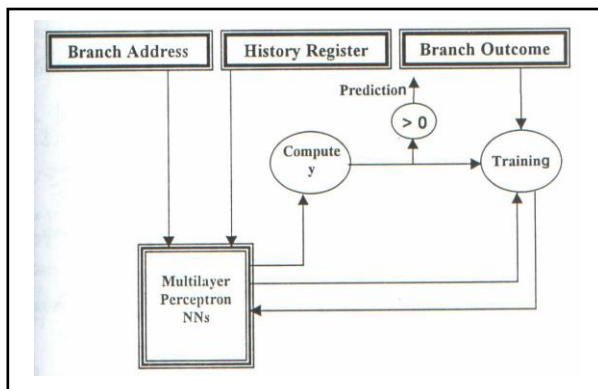 Branch Address
History Register
Branch Outcome
Prediction
> 0
Compute
y
Training
Multilayer
Perceptron
NNs